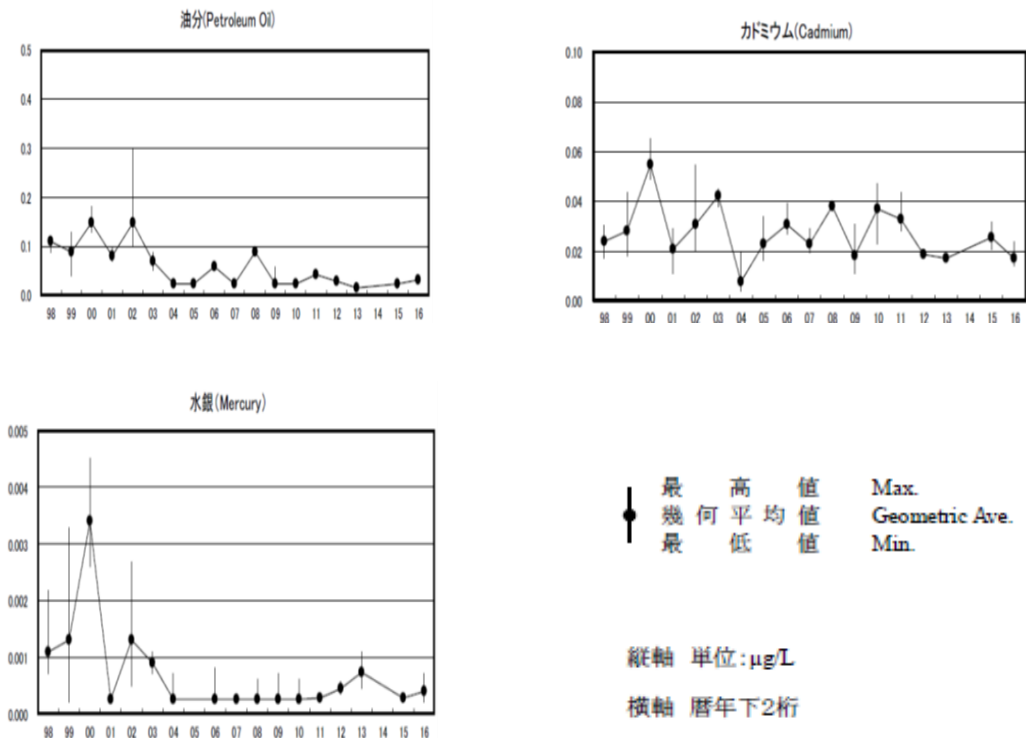 油分(Petroleum Oil)
0.5
0.4
0.3
0.2
0.1
0.0
98 99 00 01 02 03 04 05 06 07 08 09 10 11 12 13 14 15 16
カドミウム(Cadmium)
0.10
0.08
0.06
0.04
0.02
0.00
98 99 00 01 02 03 04 05 06 07 08 09 10 11 12 13 14 15 16
水銀(Mercury)
0.005
0.004
0.003
0.002
0.001
0.000
98 99 00 01 02 03 04 05 06 07 08 09 10 11 12 13 14 15 16
最高値 Max.
幾何平均値 Geometric Ave.
最低値 Min.
縦軸 単位:μg/L
横軸 暦年下2桁